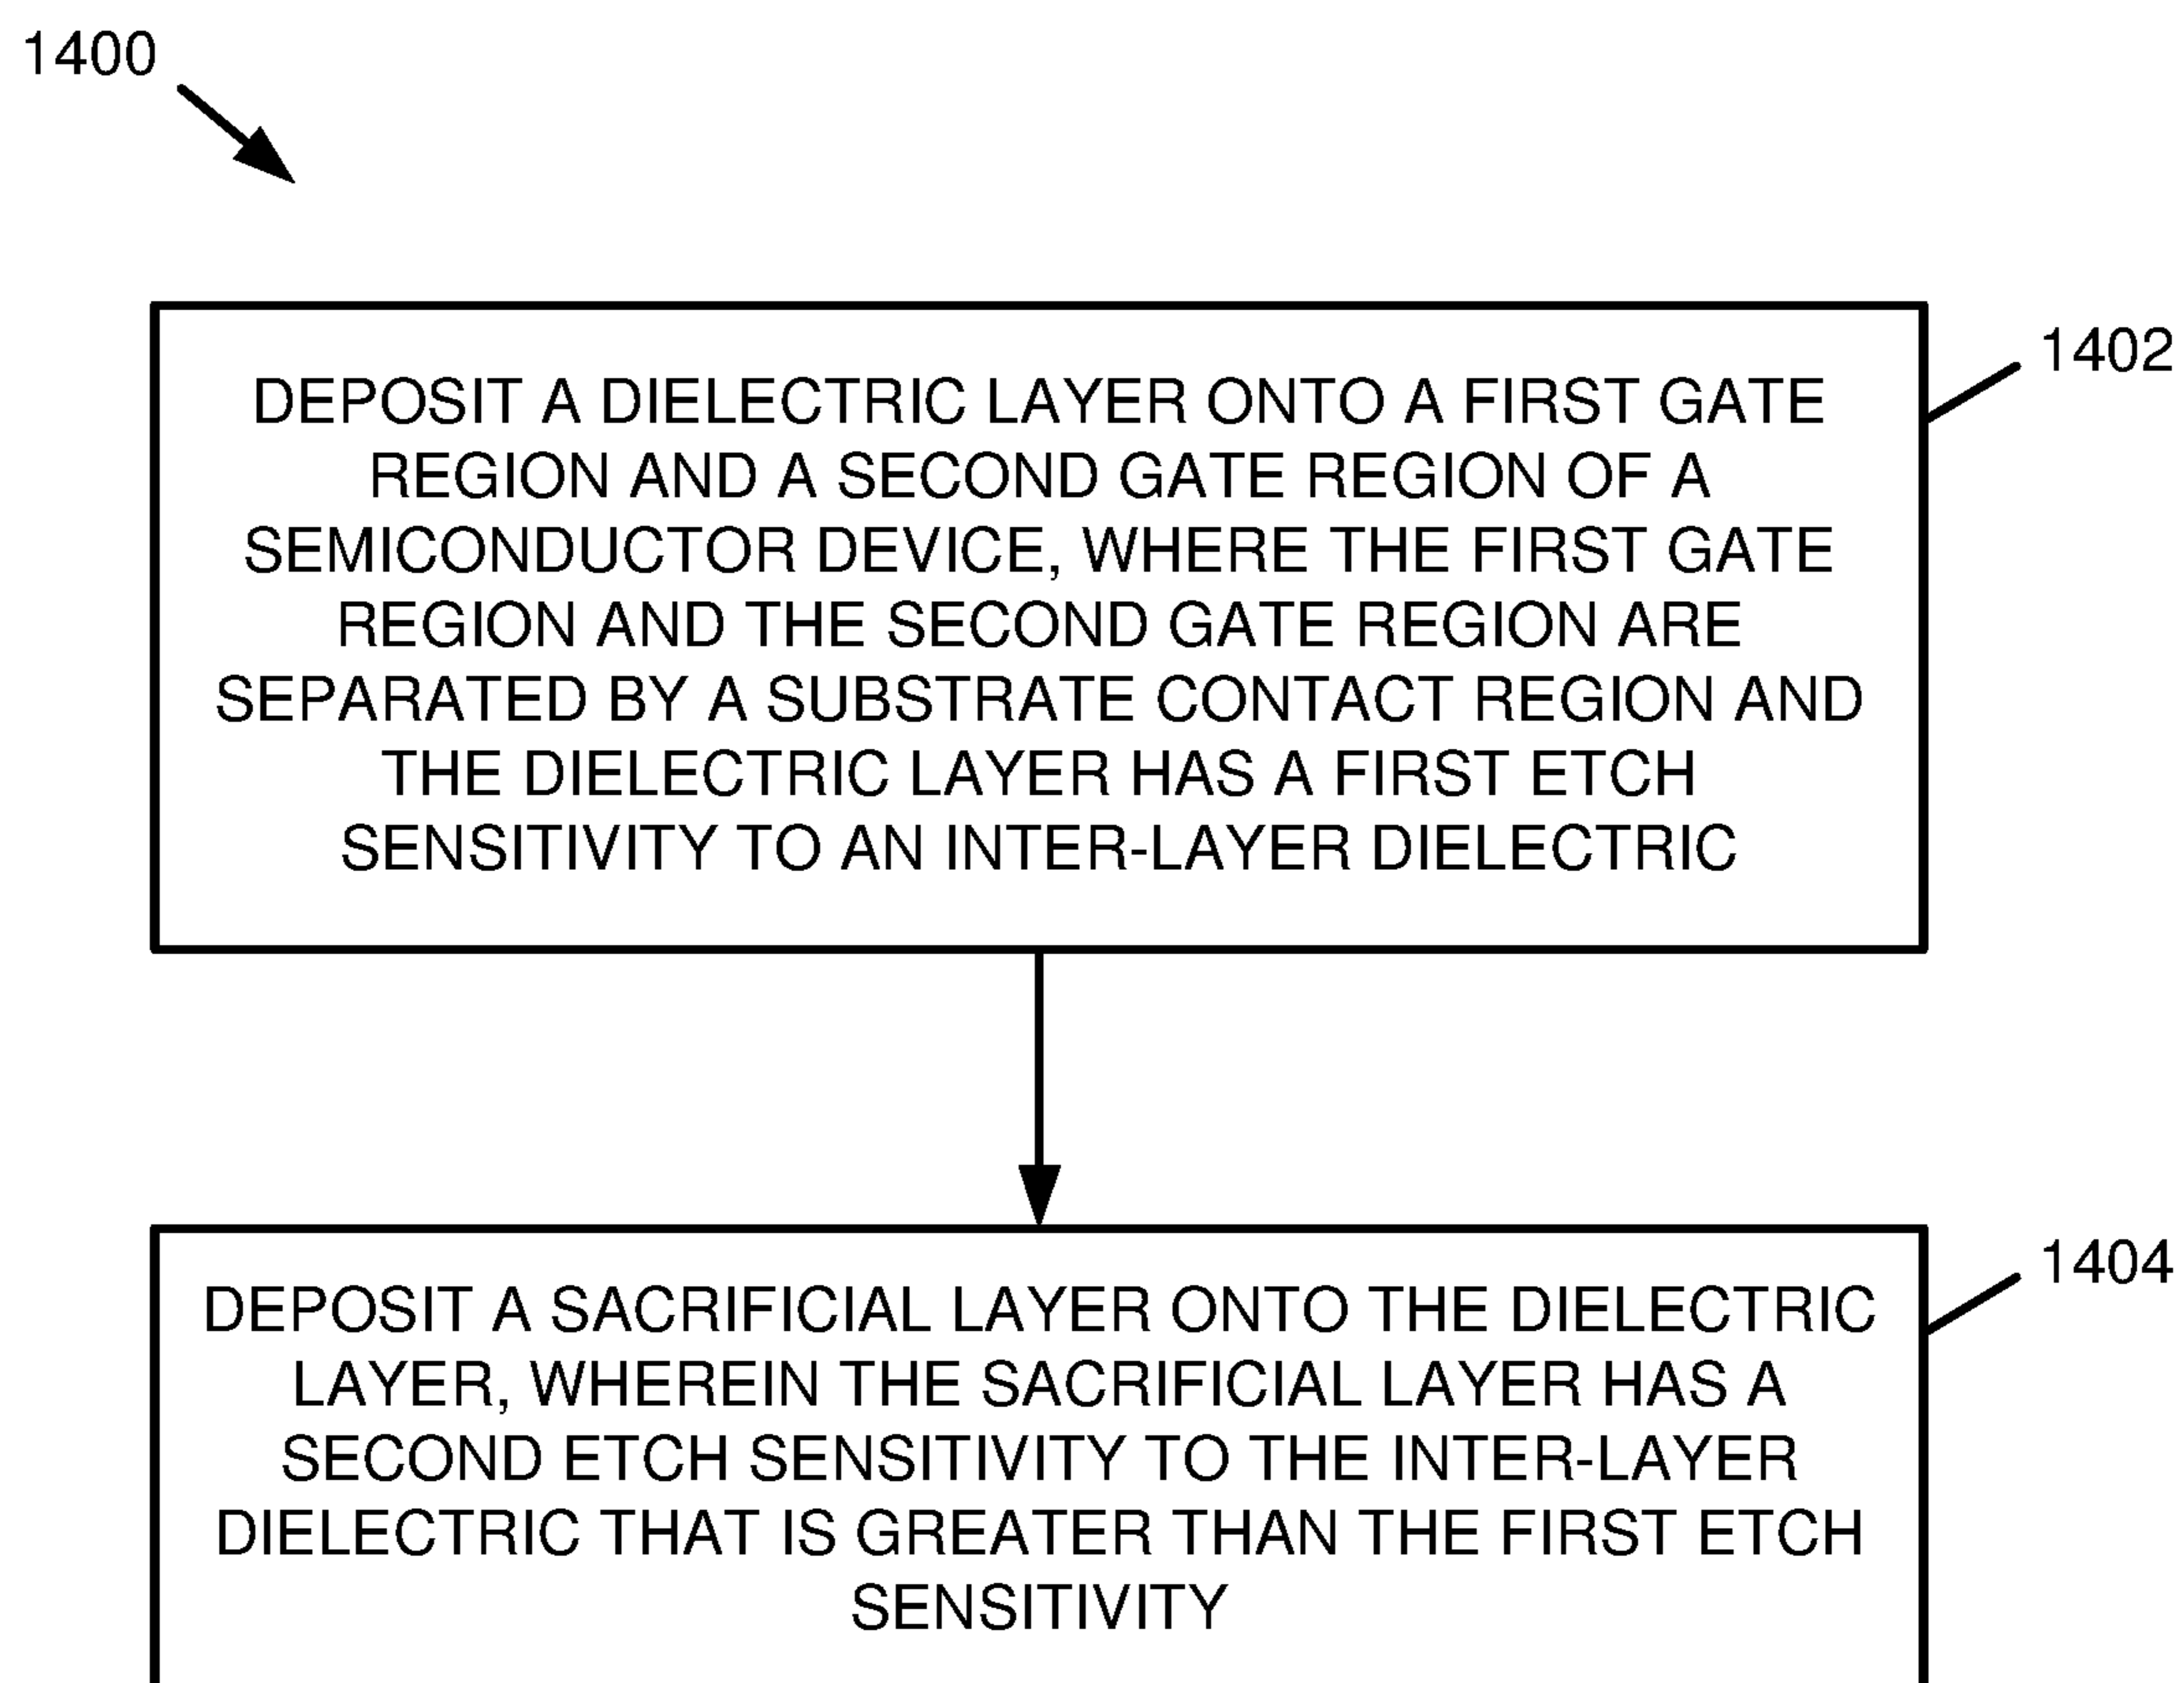 1400
1402
DEPOSIT A DIELECTRIC LAYER ONTO A FIRST GATE
REGION AND A SECOND GATE REGION OF A
SEMICONDUCTOR DEVICE, WHERE THE FIRST GATE
REGION AND THE SECOND GATE REGION ARE
SEPARATED BY A SUBSTRATE CONTACT REGION AND
THE DIELECTRIC LAYER HAS A FIRST ETCH
SENSITIVITY TO AN INTER-LAYER DIELECTRIC
1404
DEPOSIT A SACRIFICIAL LAYER ONTO THE DIELECTRIC
LAYER, WHEREIN THE SACRIFICIAL LAYER HAS A
SECOND ETCH SENSITIVITY TO THE INTER-LAYER
DIELECTRIC THAT IS GREATER THAN THE FIRST ETCH
SENSITIVITY